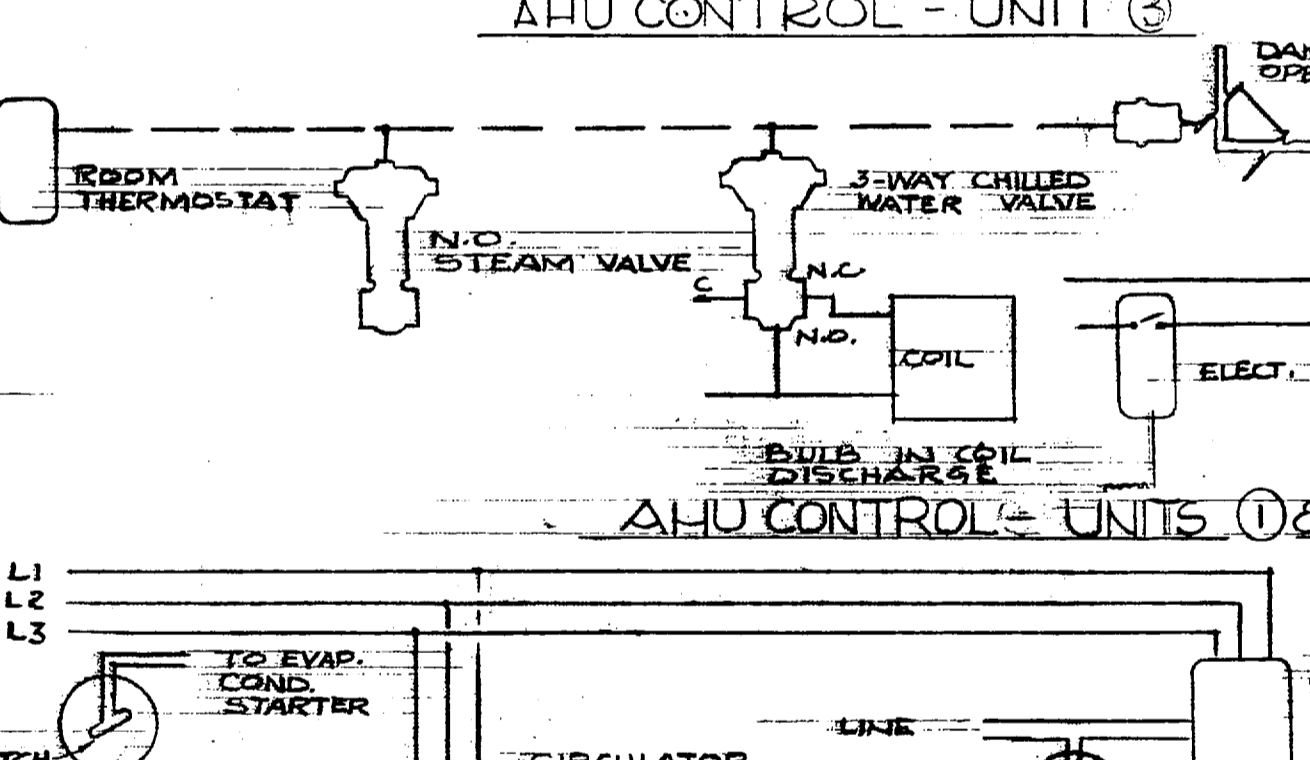 AHU CONTROL - UNIT 3
ROOM
THERMOSTAT
3-WAY CHILLED
WATER VALVE
N.O.
STEAM VALVE
N.C
C
N.O.
COIL
ELECT.
BULB IN COIL
DISCHARGE
AHU CONTROL - UNITS 1 &
L1
L2
L3
TO EVAP.
COND.
STARTER
LINE
CIRCULATOR